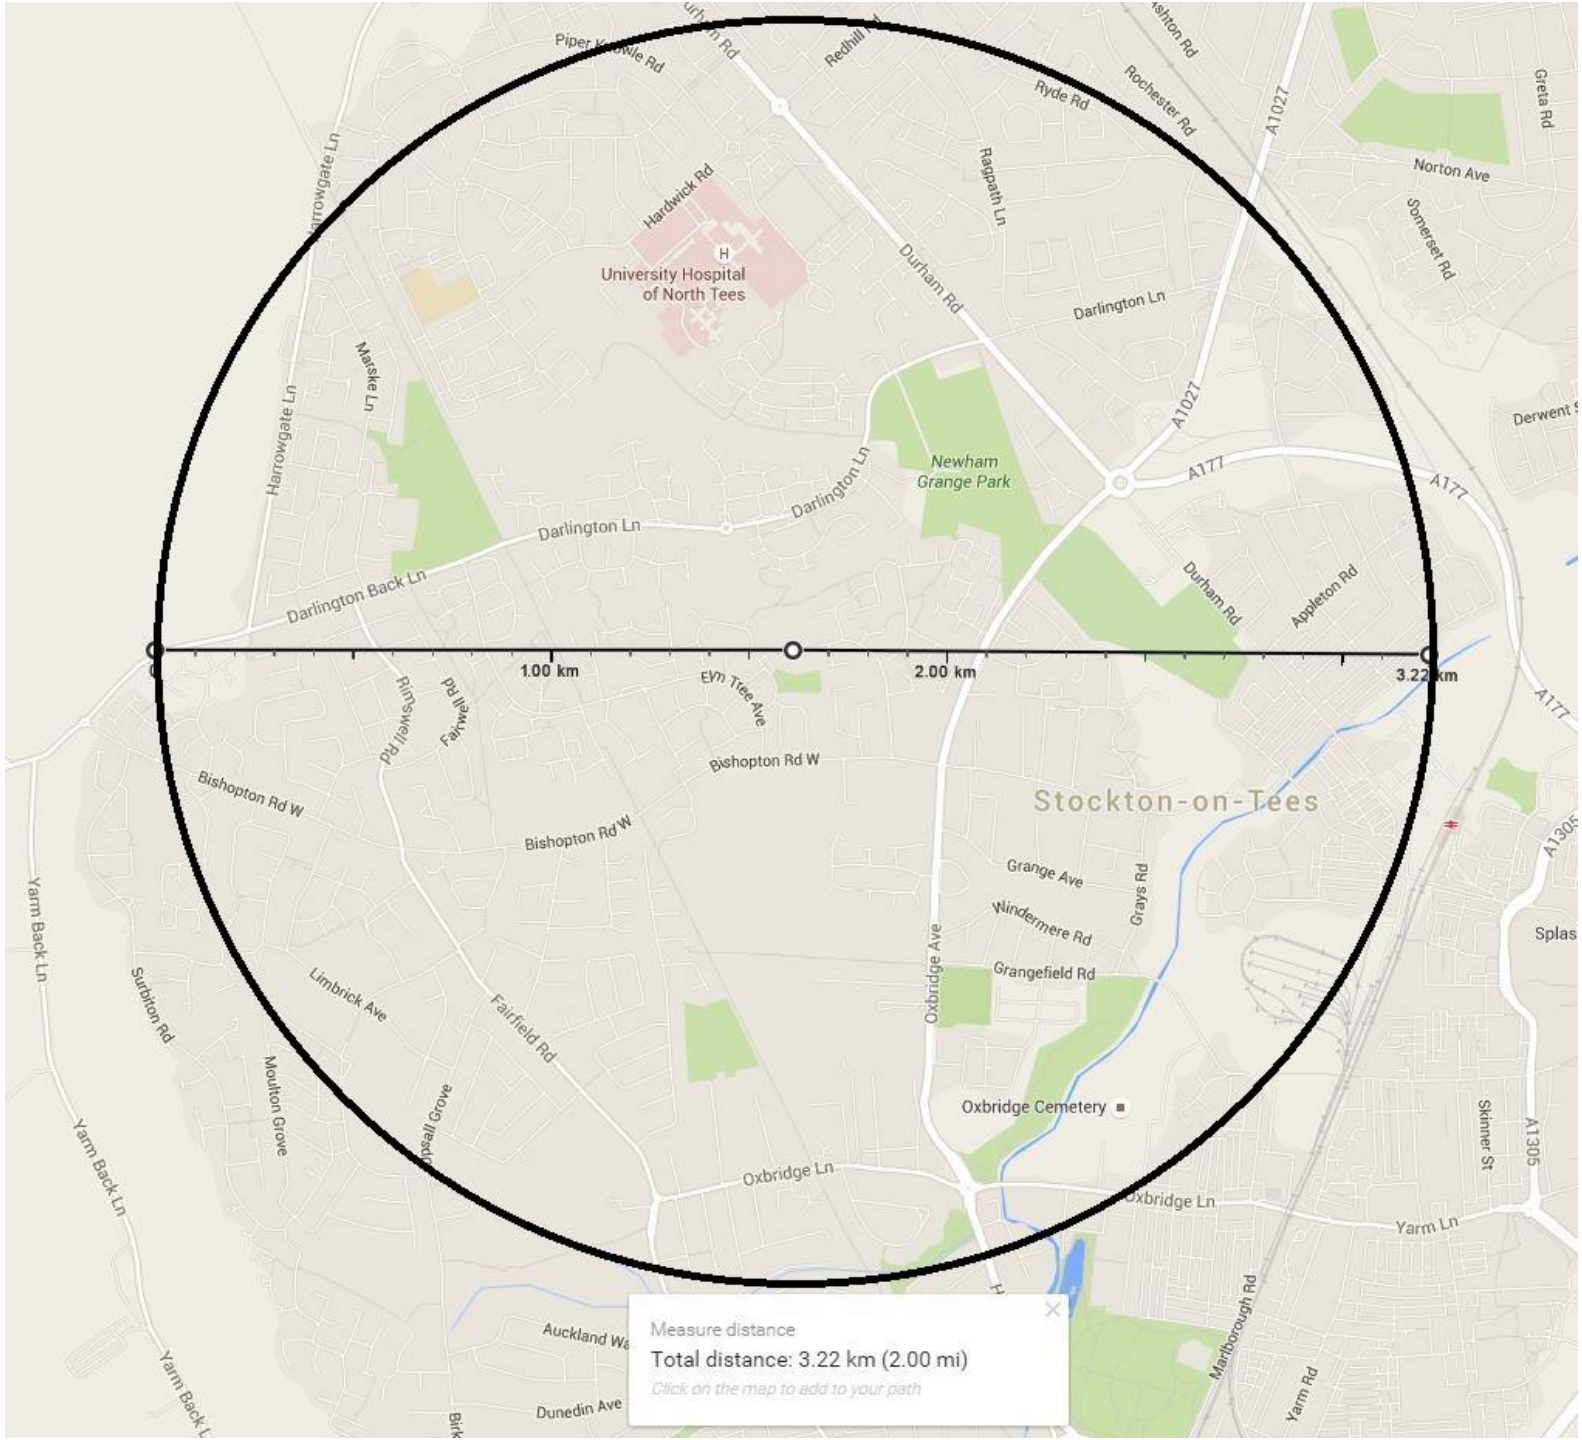 Piper Knowle Rd
Durham Rd
Redhill
Ashton Rd
Ryde Rd
Rochester Rd
A1027
Greta Rd
Norton Ave
Somerset Rd
Harrowgate Ln
Hardwick Rd
Ragpath Ln
H
University Hospital
of North Tees
Durham Rd
Darlington Ln
Marske Ln
Harrowgate Ln
A1027
Derwent
Newham
Grange Park
Darlington Ln
A177
A177
Darlington Ln
Darlington Back Ln
Durham Rd
Appleton Rd
0
1.00 km
2.00 km
3.22 km
Rimswell Rd
Fairwell Rd
Elm Tree Ave
A177
Bishopton Rd W
Bishopton Rd W
Stockton-on-Tees
Bishopton Rd W
A1305
Grange Ave
Grays Rd
Windermere Rd
Yarm Back Ln
Oxbridge Ave
Splas
Grangefield Rd
Surbiton Rd
Limbrick Ave
Fairfield Rd
Moulton Grove
sall Grove
Oxbridge Cemetery
Skinner St
A1305
Yarm Back Ln
Oxbridge Ln
Oxbridge Ln
Yarm Ln
H
Marlborough Rd
Auckland Wa
Measure distance
Total distance: 3.22 km (2.00 mi)
Click on the map to add to your path
Yarm Back L
Dunedin Ave
Birk
Yarm Rd